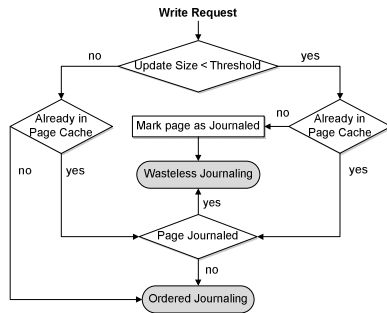 Write Request
no
yes
Update Size < Threshold
Already in
Page Cache
Mark page as Journaled
no
Already in
Page Cache
no
yes
Wasteless Journaling
yes
yes
Page Journaled
no
Ordered Journaling